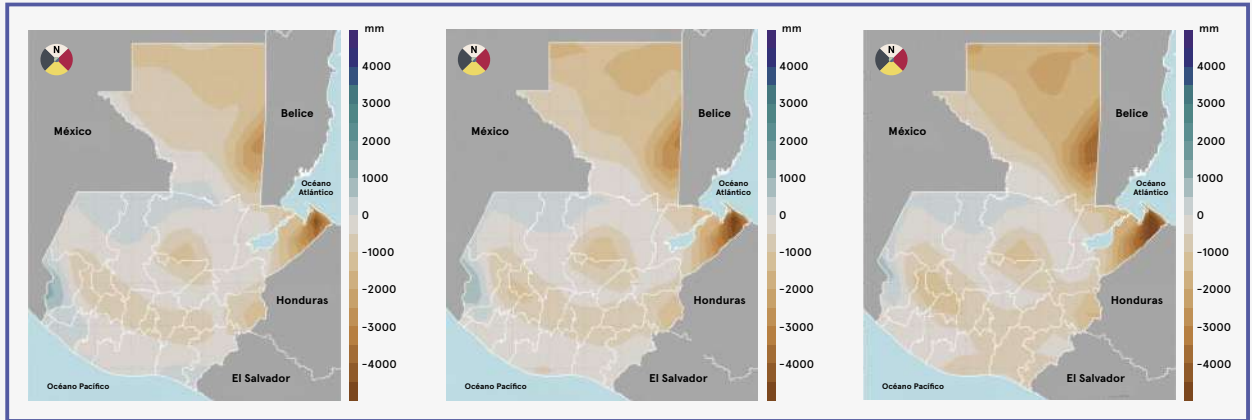 mm
N
4000
3000
Belice
México
2000
Océano
Atlántico
1000
0
-1000
-2000
Honduras
-3000
-4000
El Salvador
Océano Pacífico
mm
N
4000
3000
Belice
México
2000
Océano
Atlántico
1000
0
-1000
-2000
Honduras
-3000
-4000
El Salvador
Océano Pacífico
mm
N
4000
3000
Belice
México
2000
Océano
Atlántico
1000
0
-1000
-2000
Honduras
-3000
-4000
El Salvador
Océano Pacífico